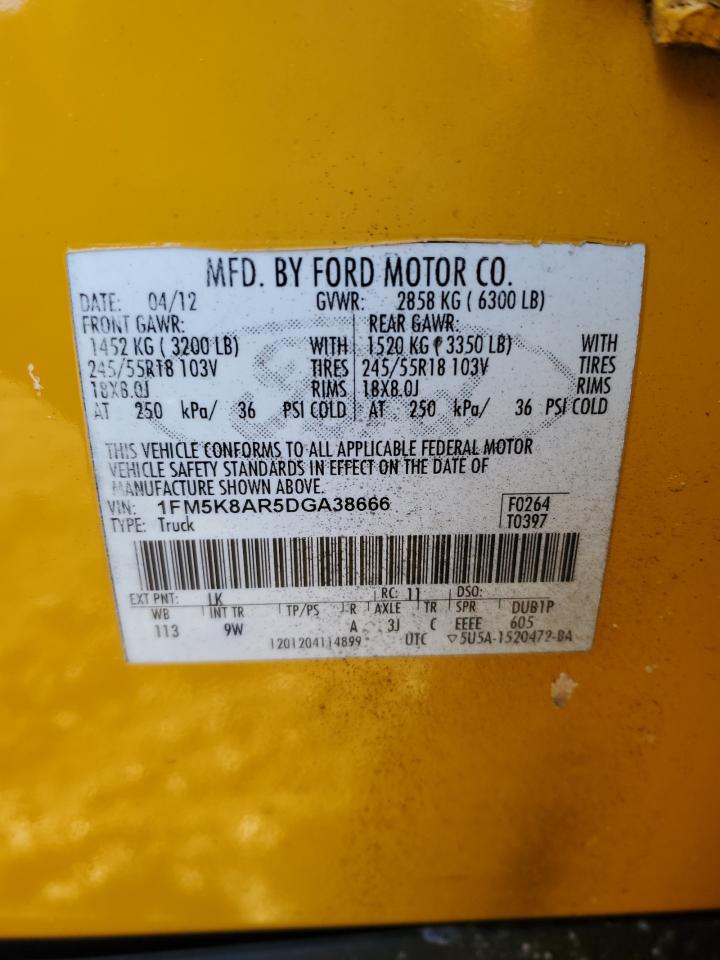 MFD. BY FORD MOTOR CO.
DATE: 04/12 GVWR: 2858 KG ( 6300 LB)
FRONT GAWR: REAR GAWR:
1452 KG ( 3200 LB) WITH 1520 KG ( 3350 LB) WITH
245/55R18 103V TIRES 245/55R18 103V TIRES
18X8.0J RIMS 18X8.0J RIMS
AT 250 kPa/ 36 PSI COLD AT 250 kPa/ 36 PSI COLD
THIS VEHICLE CONFORMS TO ALL APPLICABLE FEDERAL MOTOR
VEHICLE SAFETY STANDARDS IN EFFECT ON THE DATE OF
MANUFACTURE SHOWN ABOVE.
VIN: 1FM5K8AR5DGA38666 F0264
TYPE: Truck T0397
EXT PNT: LK RC: 11 DSO:
WB INT TR TP/PS R AXLE TR SPR DUB1P
113 9W A 3J C EEEE 605
1201204114899 UTC ▽5U5A-1520472-BA